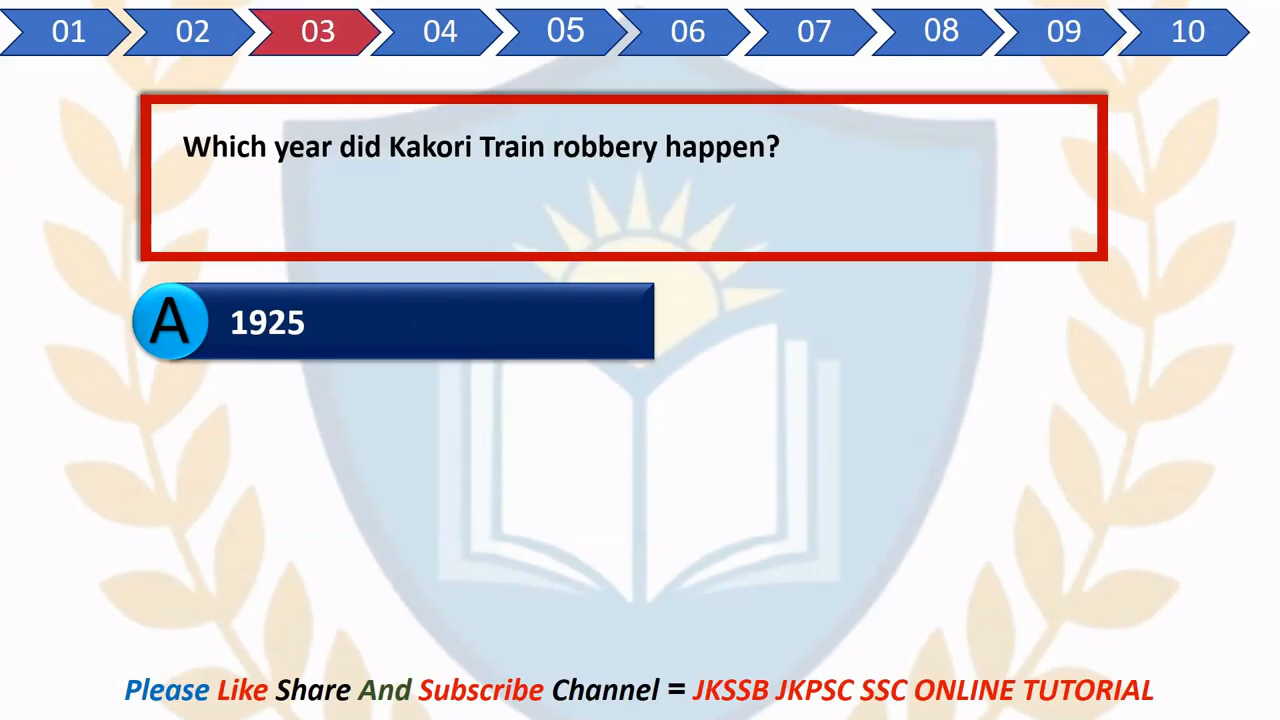 01 02 03 04 05 06 07 08 09 10
Which year did Kakori Train robbery happen?
A 1925
Please Like Share And Subscribe Channel = JKSSB JKPSC SSC ONLINE TUTORIAL